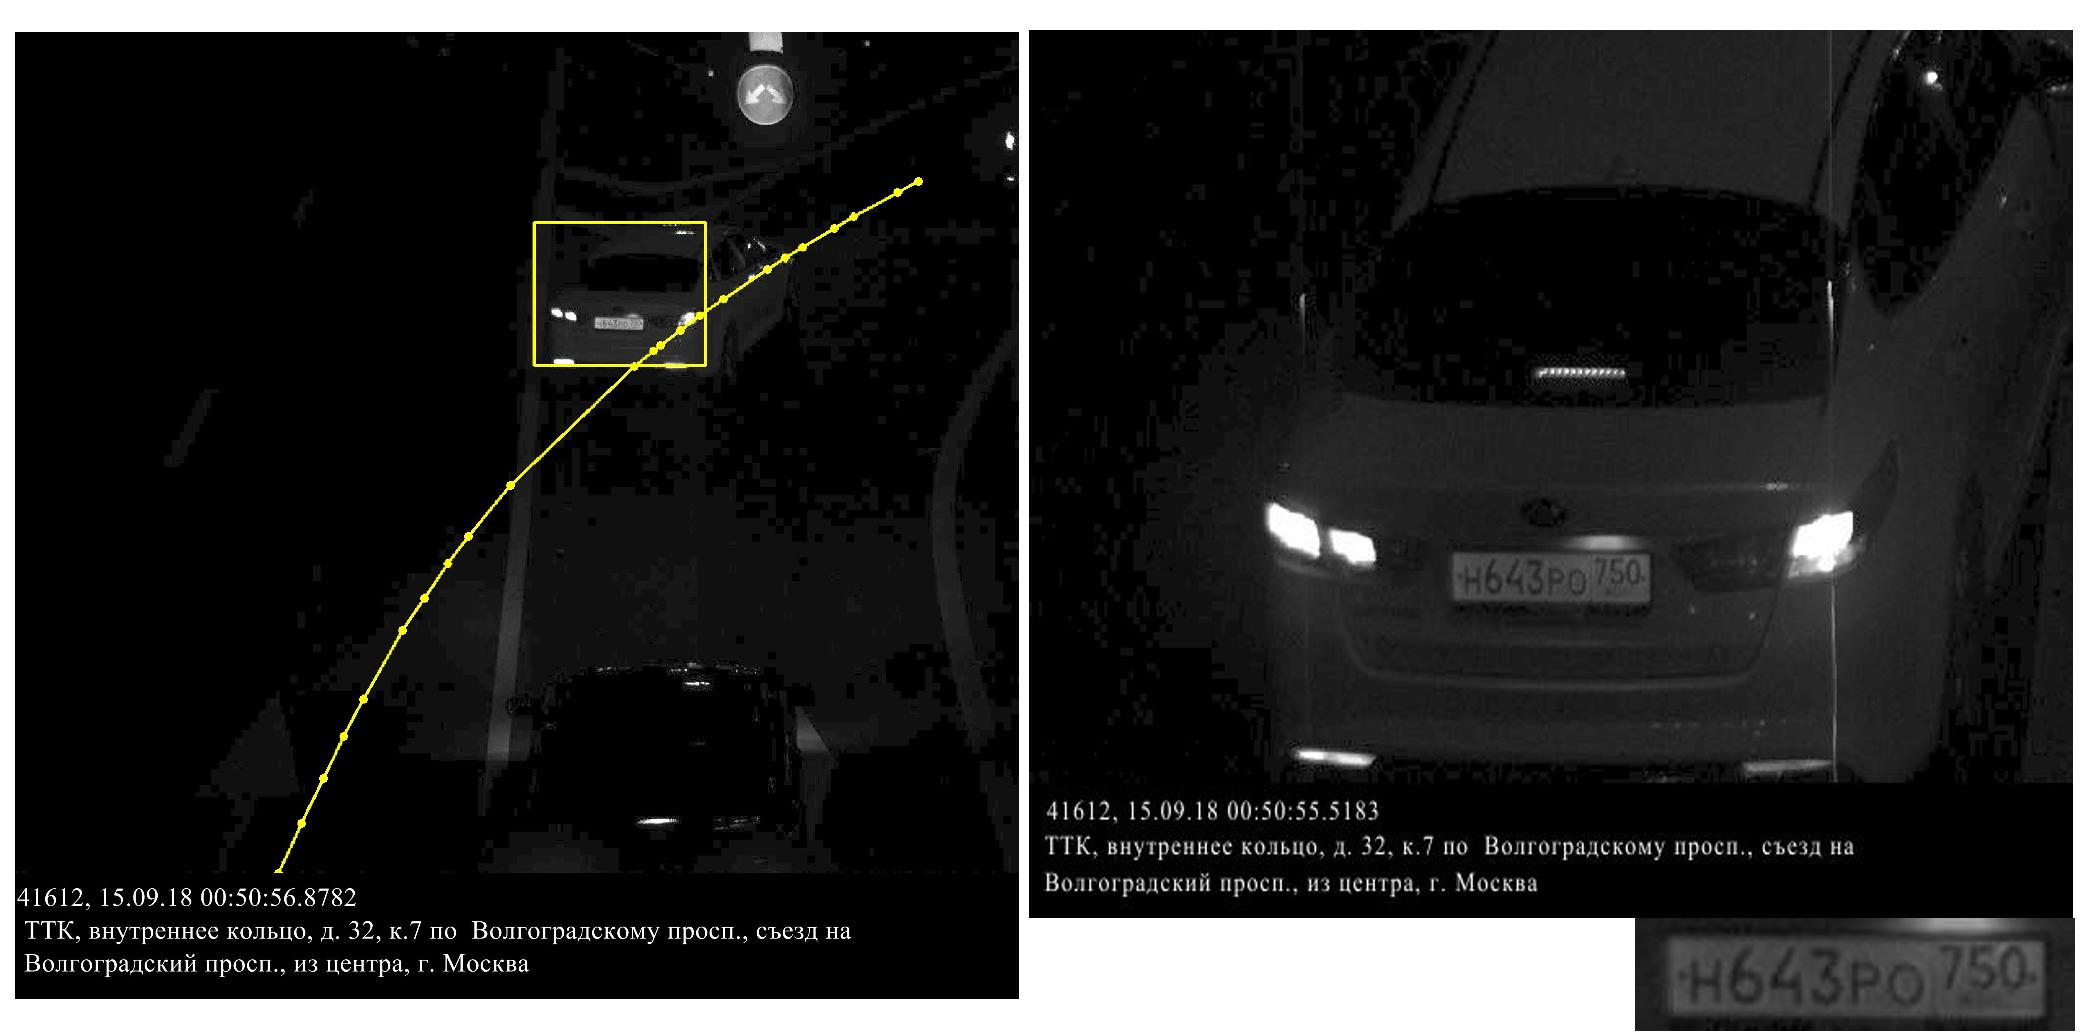 Н643РО 750
41612, 15.09.18 00:50:56.8782
ТТК, внутреннее кольцо, д. 32, к.7 по Волгоградскому просп., съезд на
Волгоградский просп., из центра, г. Москва
Н643РО 750
41612, 15.09.18 00:50:55.5183
ТТК, внутреннее кольцо, д. 32, к.7 по Волгоградскому просп., съезд на
Волгоградский просп., из центра, г. Москва
Н643РО 750